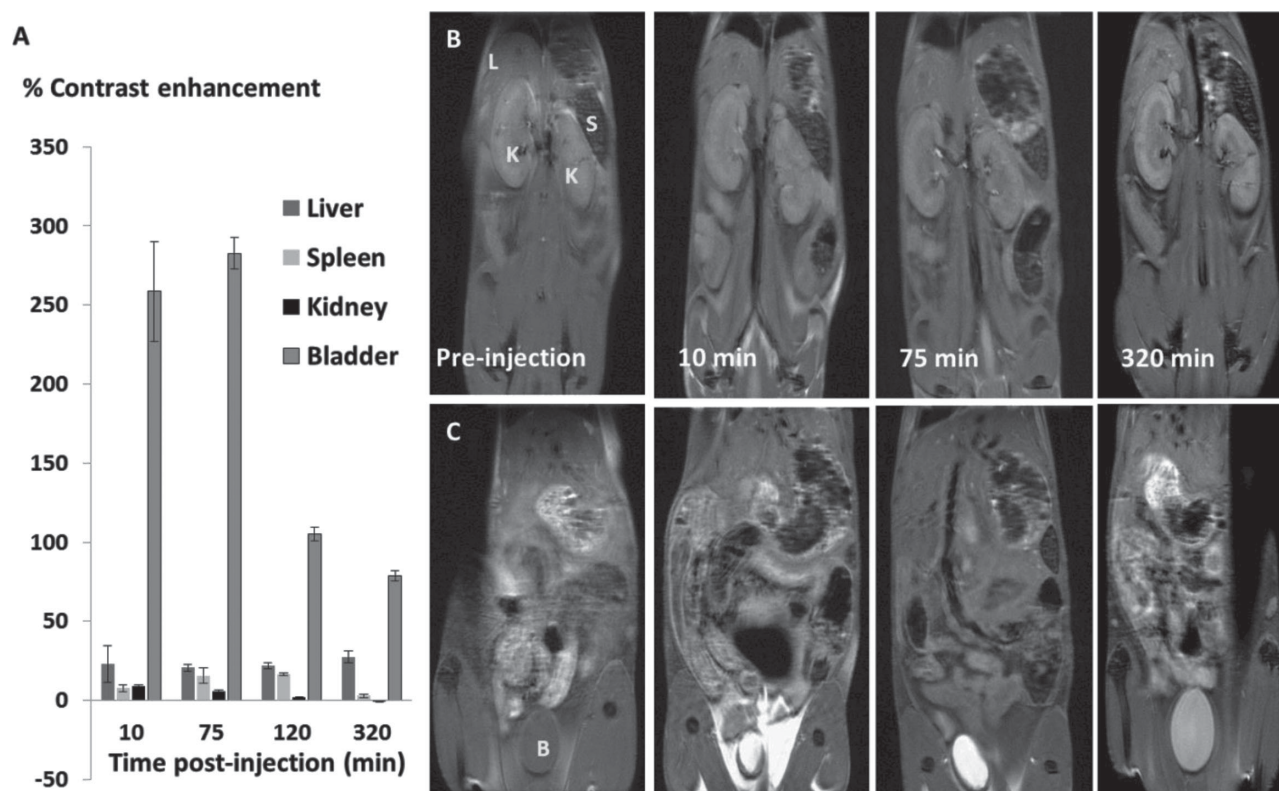 A
% Contrast enhancement
350
300
250
200
150
100
50
0
-50
Liver
Spleen
Kidney
Bladder
10 75 120 320
Time post-injection (min)
B
L
S
K
K
Pre-injection
10 min
75 min
320 min
C
B